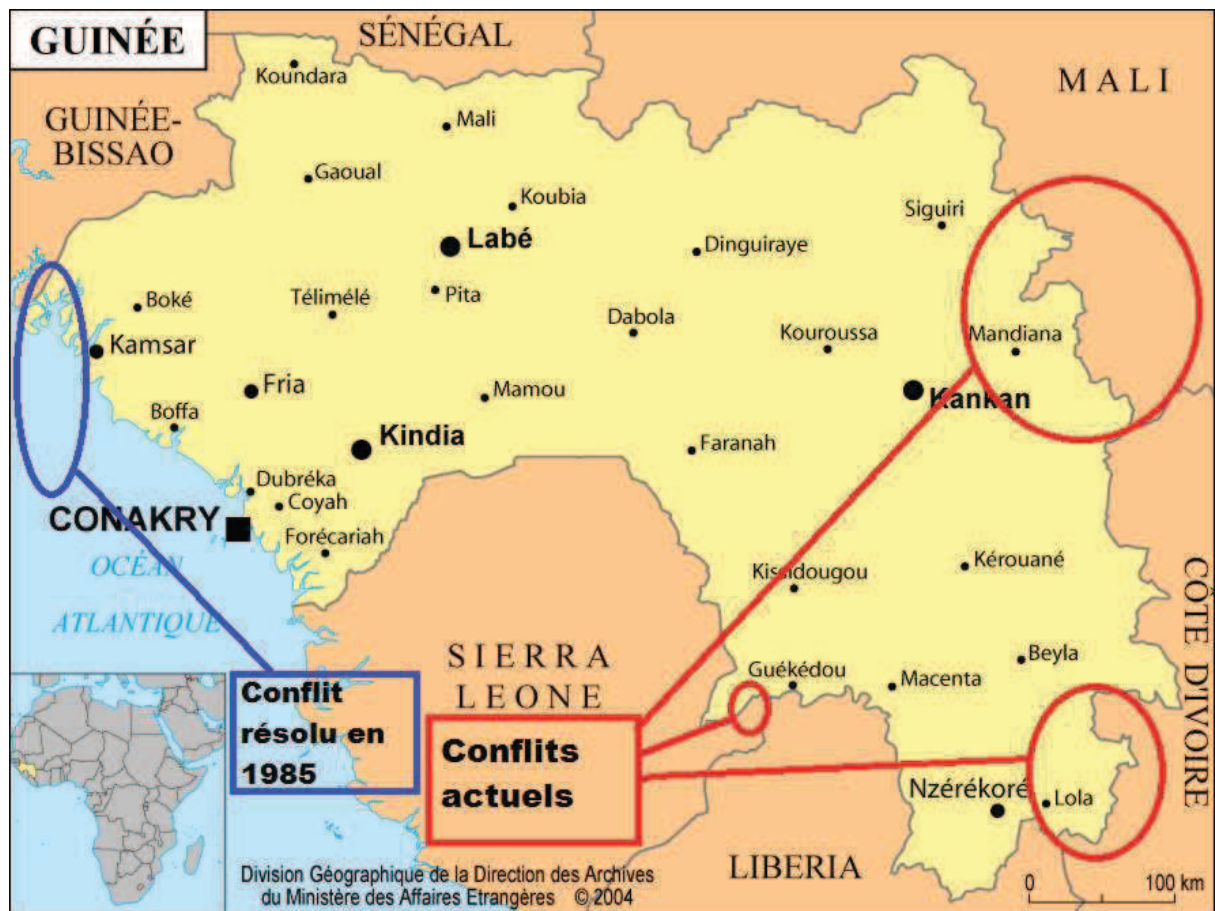 GUINÉE
SÉNÉGAL
MALI
GUINÉE-
BISSAO
Koundara
Mali
Gaoual
Koubia
Siguiri
Labé
Dinguiraye
Boké
Télimélé
Pita
Dabola
Kouroussa
Mandiana
Kamsar
Fria
Mamou
Kankan
Boffa
Kindia
Faranah
Dubréka
Coyah
CONAKRY
Forécariah
OCÉAN
ATLANTIQUE
Kissidougou
Kérouané
CÔTE D'IVOIRE
SIERRA
LEONE
Guékédou
Macenta
Beyla
Conflit
résolu en
1985
Conflits
actuels
Nzérékoré
Lola
LIBERIA
Division Géographique de la Direction des Archives
du Ministère des Affaires Etrangères © 2004
0 100 km